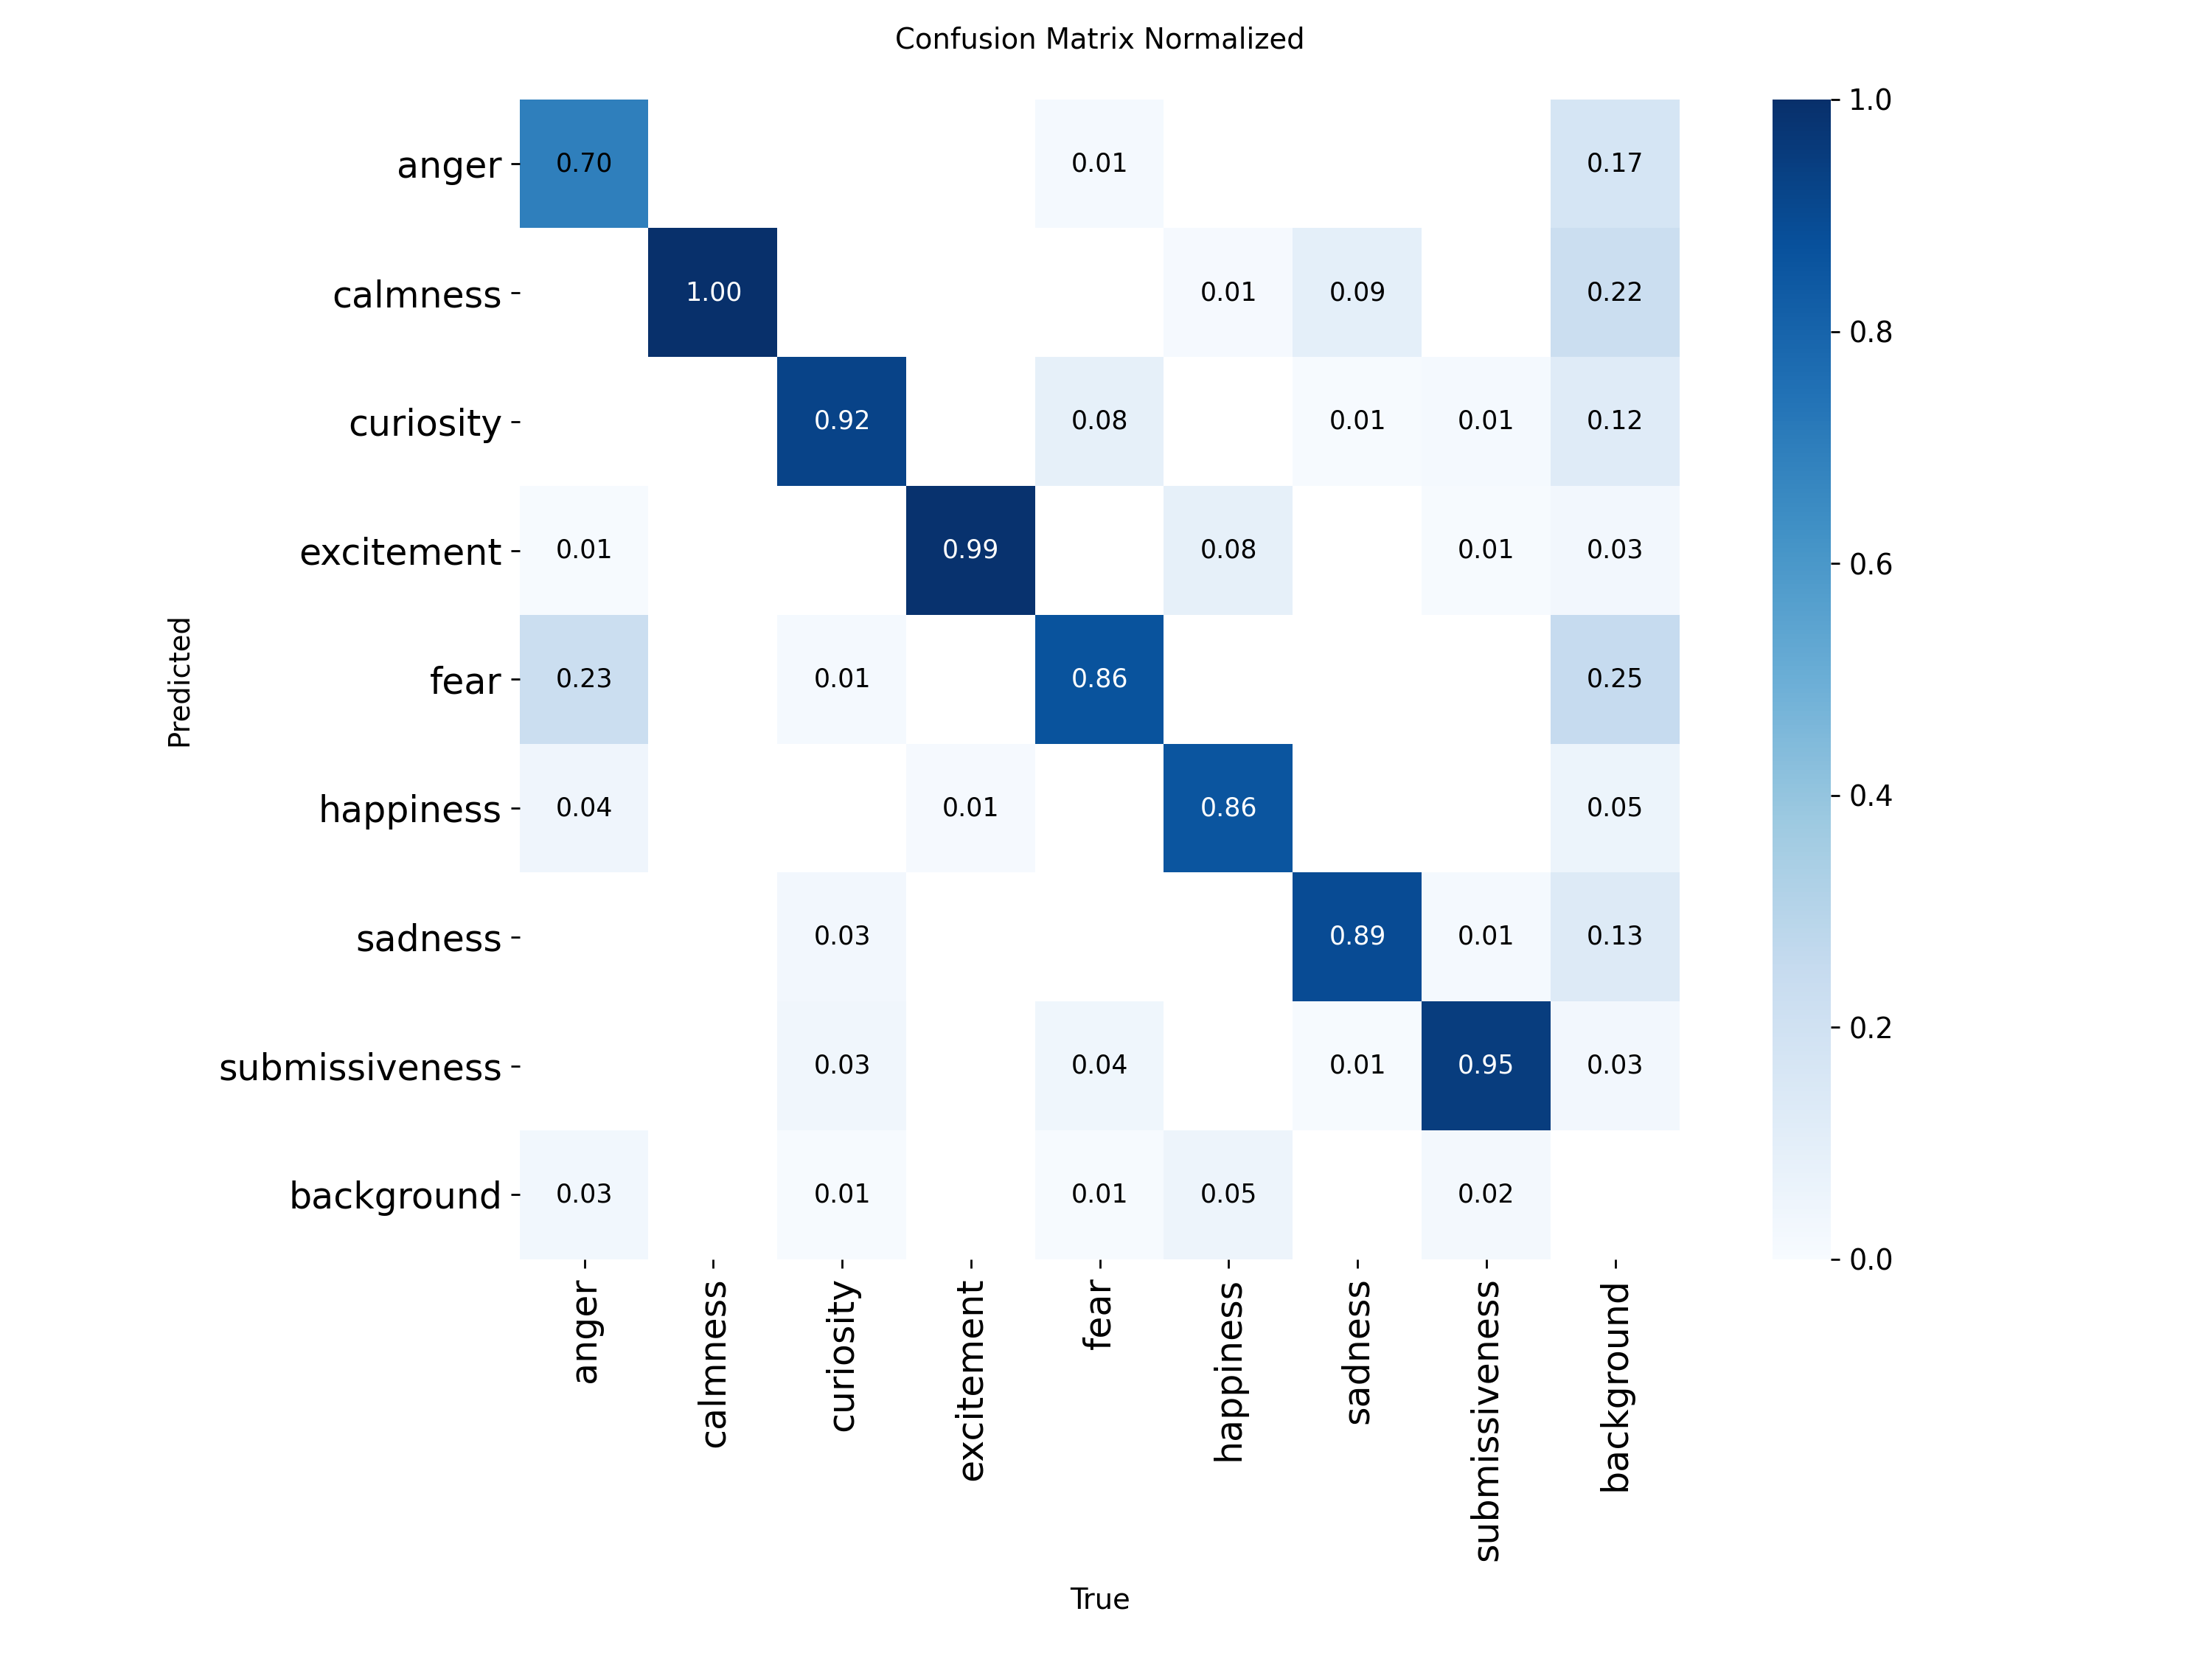 Confusion Matrix Normalized
anger 0.70 0.01 0.17
calmness 1.00 0.01 0.09 0.22
curiosity 0.92 0.08 0.01 0.01 0.12
excitement 0.01 0.99 0.08 0.01 0.03
fear 0.23 0.01 0.86 0.25
happiness 0.04 0.01 0.86 0.05
sadness 0.03 0.89 0.01 0.13
submissiveness 0.03 0.04 0.01 0.95 0.03
background 0.03 0.01 0.01 0.05 0.02
Predicted
anger calmness curiosity excitement fear happiness sadness submissiveness background
True
1.0
0.8
0.6
0.4
0.2
0.0